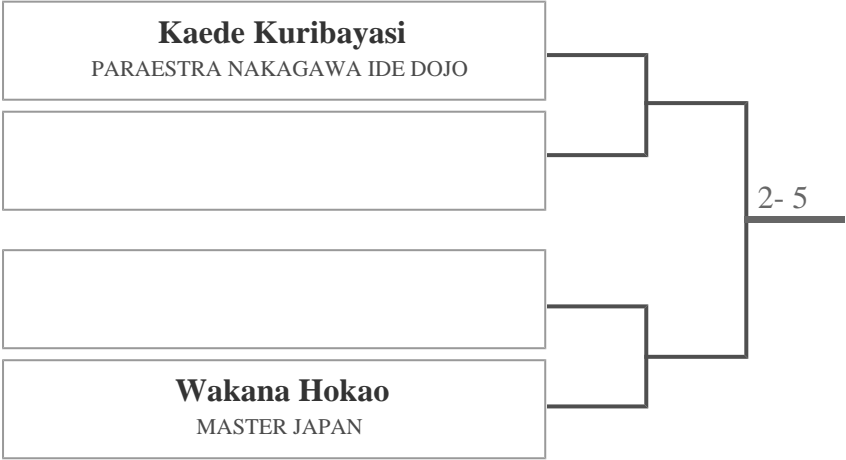 Kaede Kuribayasi
PARAESTRA NAKAGAWA IDE DOJO
2- 5
Wakana Hokao
MASTER JAPAN